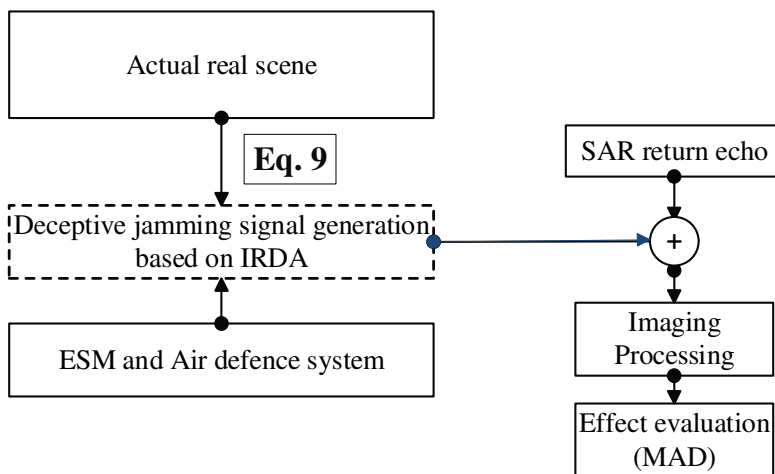 Actual real scene
Eq. 9
SAR return echo
Deceptive jamming signal generation
based on IRDA
+
ESM and Air defence system
Imaging
Processing
Effect evaluation
(MAD)